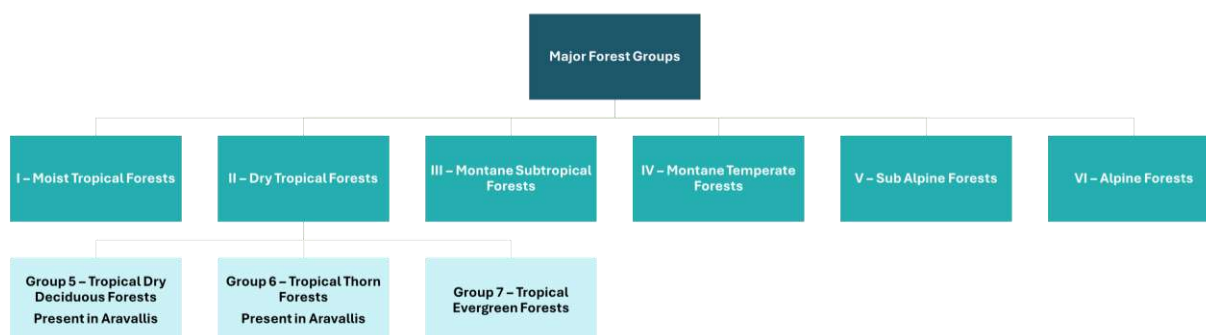 Major Forest Groups
I – Moist Tropical Forests
II – Dry Tropical Forests
III – Montane Subtropical
Forests
IV – Montane Temperate
Forests
V – Sub Alpine Forests
VI – Alpine Forests
Group 5 – Tropical Dry
Deciduous Forests
Present in Aravallis
Group 6 – Tropical Thorn
Forests
Present in Aravallis
Group 7 – Tropical
Evergreen Forests